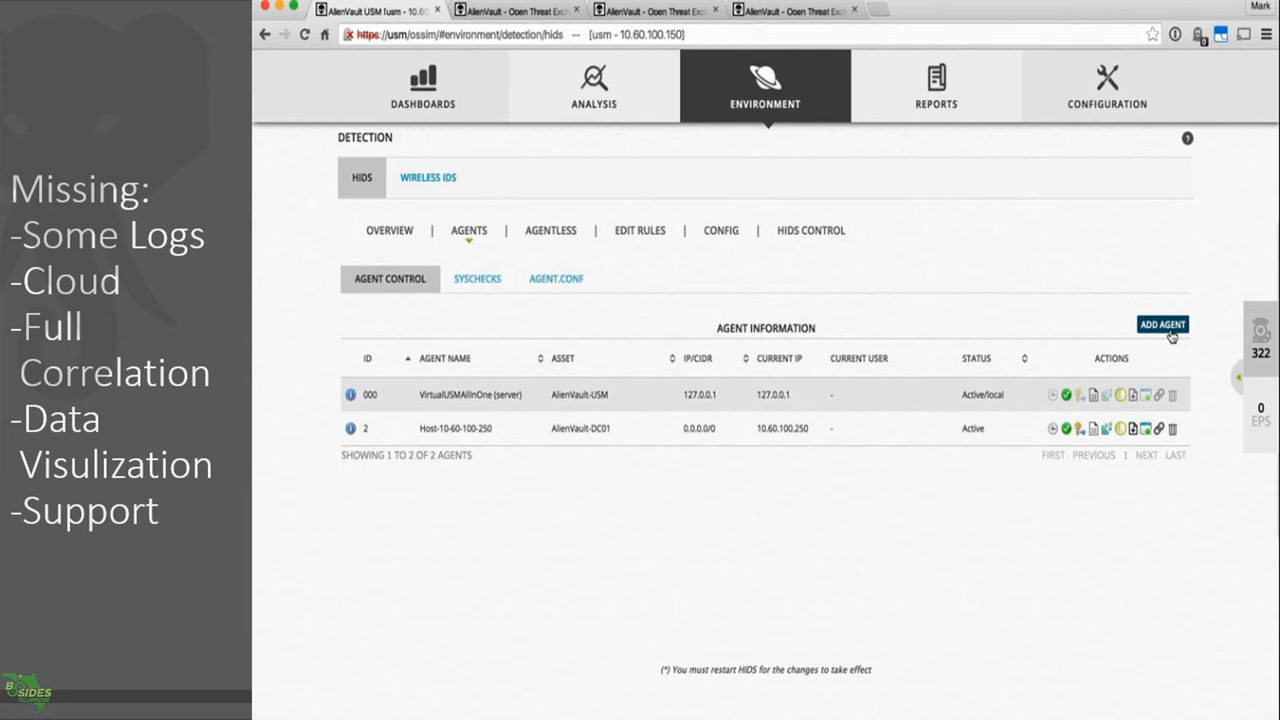 Missing:
-Some Logs
-Cloud
-Full
Correlation
-Data
Visulization
-Support
B SIDES
AlienVault USM [usm - 10.60
AlienVault - Open Threat Exc
AlienVault - Open Threat Exc
AlienVault - Open Threat Exc
Mark
https://usm/ossim/#environment/detection/hids -- [usm - 10.60.100.150]
DASHBOARDS ANALYSIS ENVIRONMENT REPORTS CONFIGURATION
DETECTION
HIDS WIRELESS IDS
OVERVIEW | AGENTS | AGENTLESS | EDIT RULES | CONFIG | HIDS CONTROL
AGENT CONTROL SYSCHECKS AGENT.CONF
ADD AGENT
AGENT INFORMATION
ID AGENT NAME ASSET IP/CIDR CURRENT IP CURRENT USER STATUS ACTIONS
000 VirtualUSMAllInOne (server) AlienVault-USM 127.0.0.1 127.0.0.1 - Active/local
2 Host-10-60-100-250 AlienVault-DC01 0.0.0.0/0 10.60.100.250 - Active
SHOWING 1 TO 2 OF 2 AGENTS FIRST PREVIOUS 1 NEXT LAST
322
0
EPS
(*) You must restart HIDS for the changes to take effect